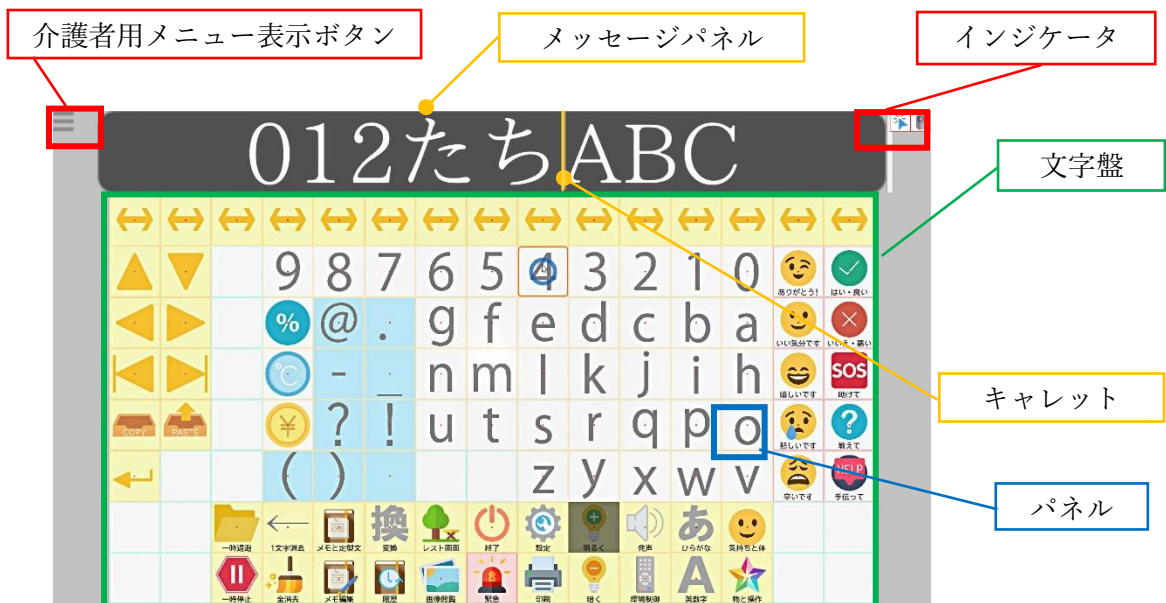 介護者用メニュー表示ボタン
メッセージパネル
インジケータ
012たちABC
文字盤
9 8 7 6 5 4 3 2 1 0
ありがとう! はい・良い
% @ . g f e d c b a
いい気分です いいえ・悪い
℃ - _ n m l k j i h SOS
嬉しいです 助けて
キャレット
COPY PASTE ¥ ? ! u t s r q p o ?
悲しいです 教えて
( ) z y x w v HELP
辛いです 手伝って
パネル
換 あ
一時退避 1文字消去 メモと定型文 変換 レスト画面 終了 設定 明るく 発声 ひらがな 気持ちと体
A
一時停止 全消去 メモ編集 履歴 画像閲覧 緊急 印刷 暗く 環境制御 英数字 物と操作